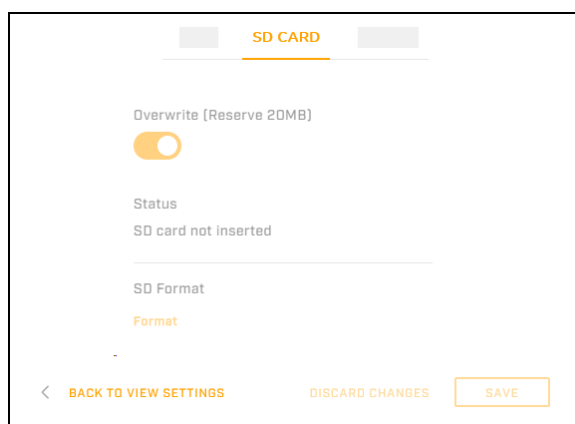 SD CARD
Overwrite (Reserve 20MB)
Status
SD card not inserted
SD Format
Format
BACK TO VIEW SETTINGS
DISCARD CHANGES
SAVE